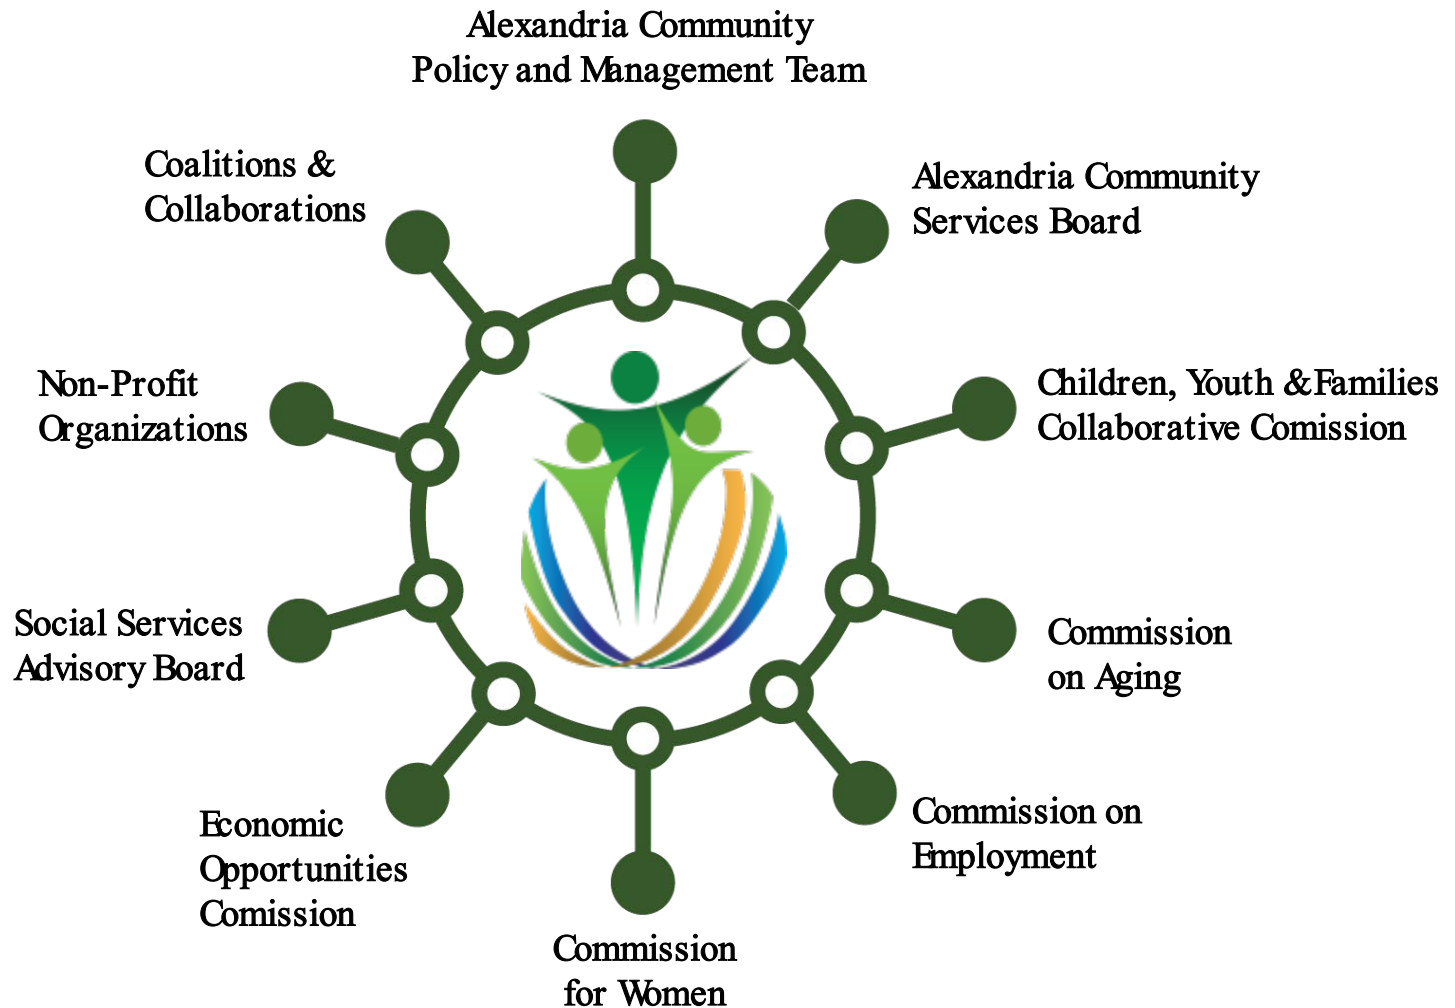 Alexandria Community
Policy and Management Team
Coalitions &
Collaborations
Alexandria Community
Services Board
Non-Profit
Organizations
Children, Youth & Families
Collaborative Comission
Social Services
Advisory Board
Commission
on Aging
Economic
Opportunities
Comission
Commission on
Employment
Commission
for Women